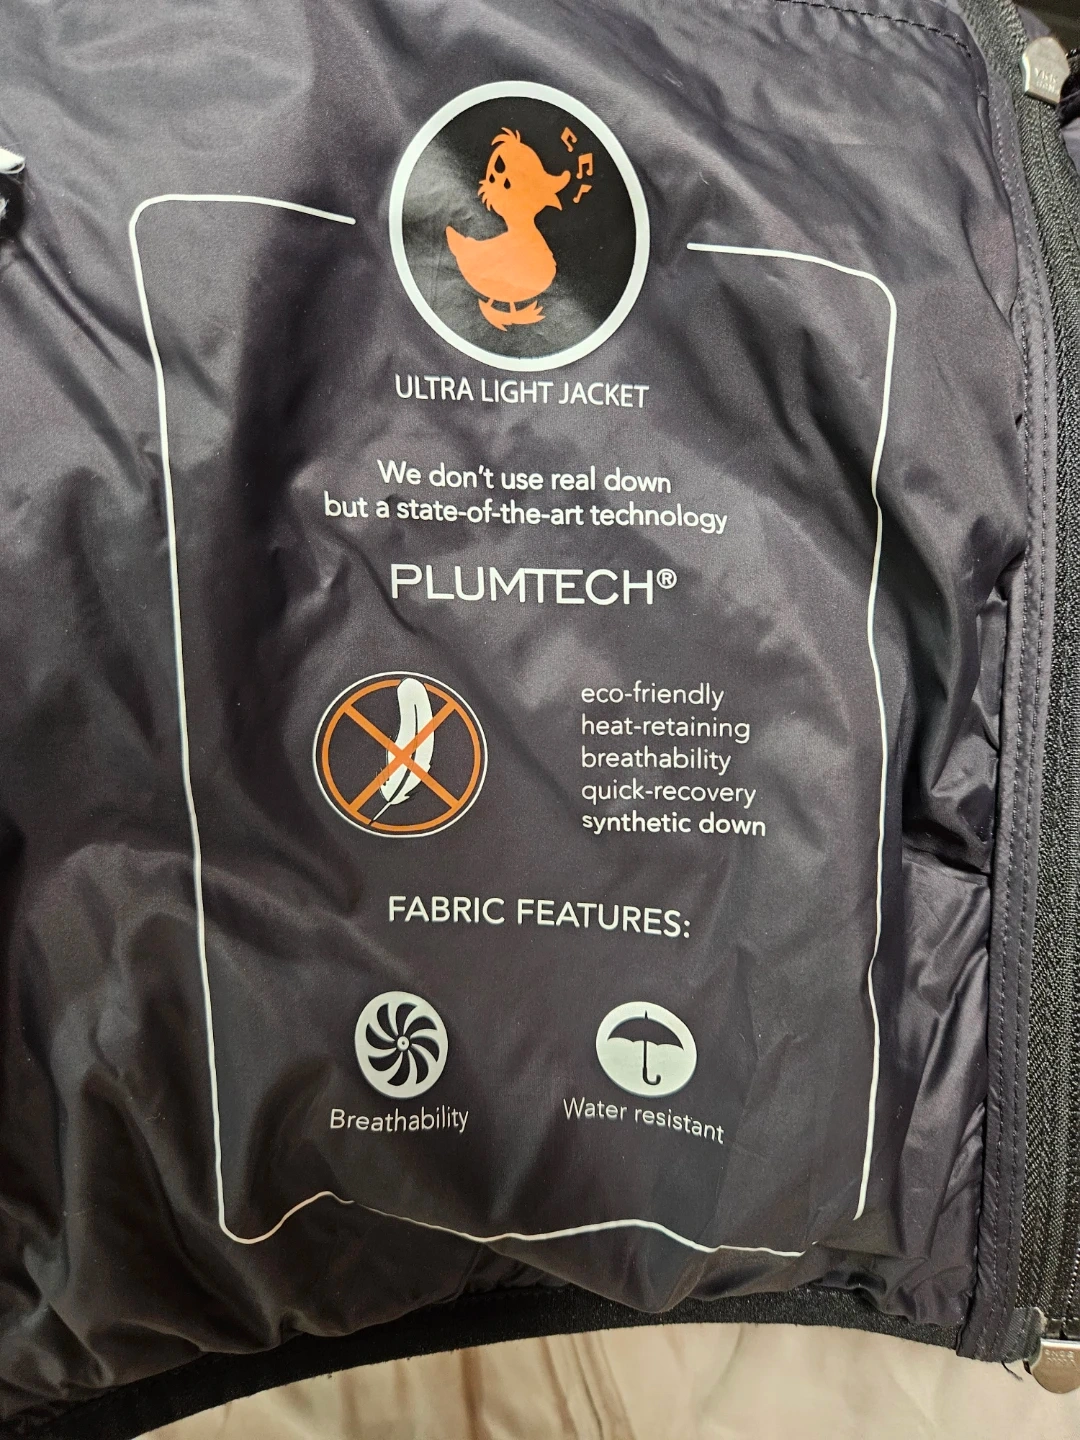 ULTRA LIGHT JACKET
We don't use real down
but a state-of-the-art technology
PLUMTECH®
eco-friendly
heat-retaining
breathability
quick-recovery
synthetic down
FABRIC FEATURES:
Breathability
Water resistant